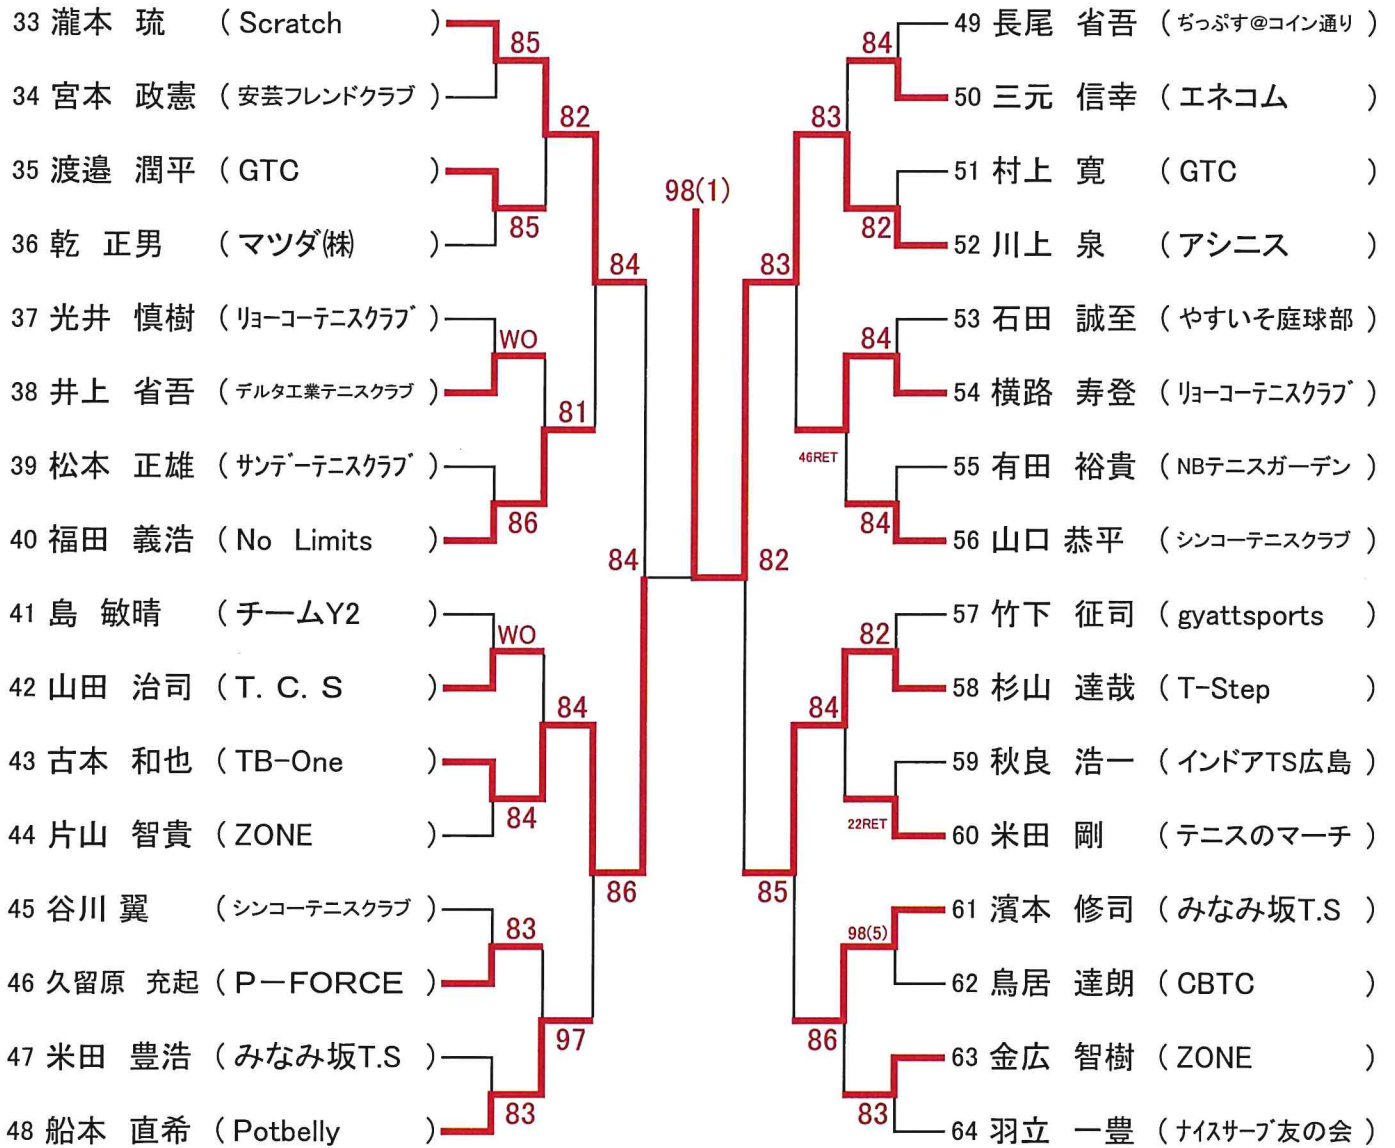 33 瀧本 琉 ( Scratch )
34 宮本 政憲 ( 安芸フレンドクラブ )
35 渡邉 潤平 ( GTC )
36 乾 正男 ( マツダ㈱ )
37 光井 慎樹 ( リョーコーテニスクラブ )
38 井上 省吾 ( デルタ工業テニスクラブ )
39 松本 正雄 ( サンデーテニスクラブ )
40 福田 義浩 ( No Limits )
41 島 敏晴 ( チームY2 )
42 山田 治司 ( T. C. S )
43 古本 和也 ( TB-One )
44 片山 智貴 ( ZONE )
45 谷川 翼 ( シンコーテニスクラブ )
46 久留原 充起 ( P-FORCE )
47 米田 豊浩 ( みなみ坂T.S )
48 船本 直希 ( Potbelly )
85
85
WO
86
WO
84
83
83
82
81
84
97
84
86
84
98(1)
82
83
85
83
46RET
84
86
84
82
84
84
82
22RET
98(5)
83
49 長尾 省吾 ( ぢっぷす@コイン通り )
50 三元 信幸 ( エネコム )
51 村上 寛 ( GTC )
52 川上 泉 ( アシニス )
53 石田 誠至 ( やすいそ庭球部 )
54 横路 寿登 ( リョーコーテニスクラブ )
55 有田 裕貴 ( NBテニスガーデン )
56 山口 恭平 ( シンコーテニスクラブ )
57 竹下 征司 ( gyattsports )
58 杉山 達哉 ( T-Step )
59 秋良 浩一 ( インドアTS広島 )
60 米田 剛 ( テニスのマーチ )
61 濱本 修司 ( みなみ坂T.S )
62 鳥居 達朗 ( CBTC )
63 金広 智樹 ( ZONE )
64 羽立 一豊 ( ナイスサーブ友の会 )